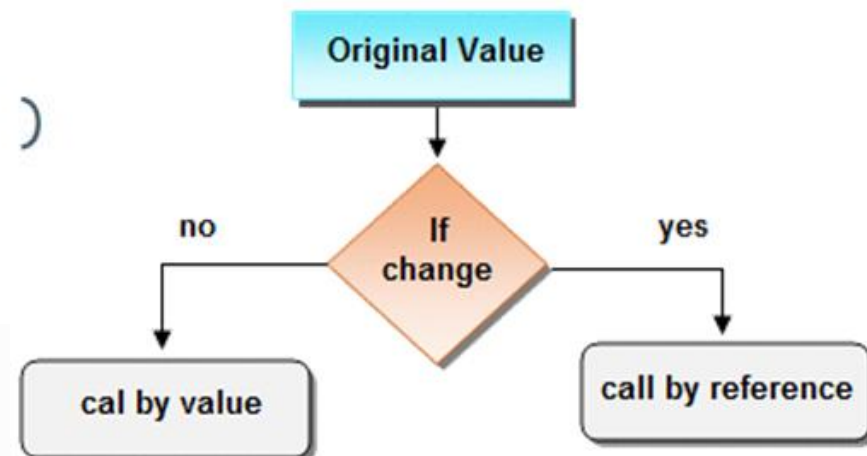 Original Value
If
change
no
yes
cal by value
call by reference